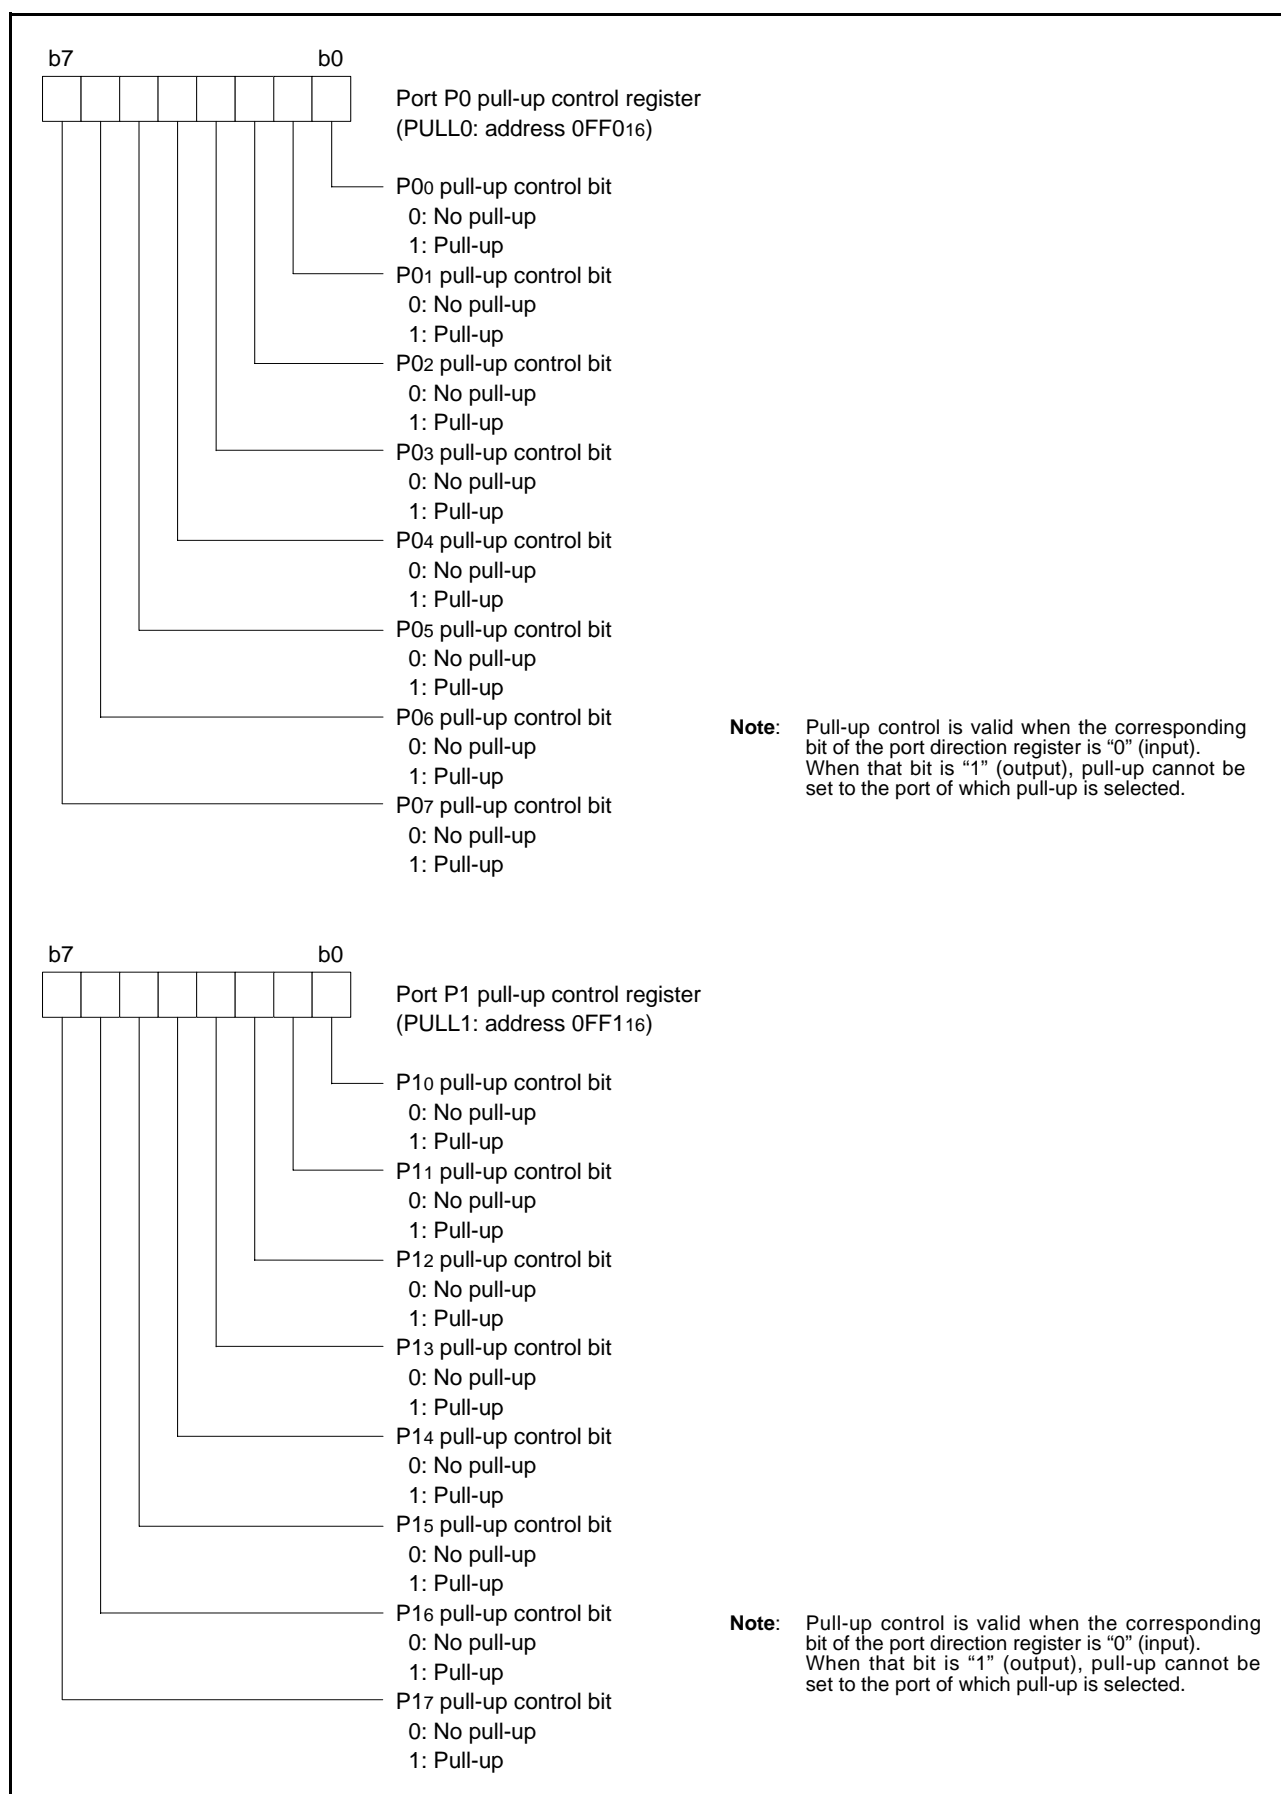 b7 b0
Port P0 pull-up control register
(PULL0: address 0FF016)
P00 pull-up control bit
0: No pull-up
1: Pull-up
P01 pull-up control bit
0: No pull-up
1: Pull-up
P02 pull-up control bit
0: No pull-up
1: Pull-up
P03 pull-up control bit
0: No pull-up
1: Pull-up
P04 pull-up control bit
0: No pull-up
1: Pull-up
P05 pull-up control bit
0: No pull-up
1: Pull-up
P06 pull-up control bit
0: No pull-up
1: Pull-up
P07 pull-up control bit
0: No pull-up
1: Pull-up
Note: Pull-up control is valid when the corresponding
bit of the port direction register is “0” (input).
When that bit is “1” (output), pull-up cannot be
set to the port of which pull-up is selected.
b7 b0
Port P1 pull-up control register
(PULL1: address 0FF116)
P10 pull-up control bit
0: No pull-up
1: Pull-up
P11 pull-up control bit
0: No pull-up
1: Pull-up
P12 pull-up control bit
0: No pull-up
1: Pull-up
P13 pull-up control bit
0: No pull-up
1: Pull-up
P14 pull-up control bit
0: No pull-up
1: Pull-up
P15 pull-up control bit
0: No pull-up
1: Pull-up
P16 pull-up control bit
0: No pull-up
1: Pull-up
P17 pull-up control bit
0: No pull-up
1: Pull-up
Note: Pull-up control is valid when the corresponding
bit of the port direction register is “0” (input).
When that bit is “1” (output), pull-up cannot be
set to the port of which pull-up is selected.